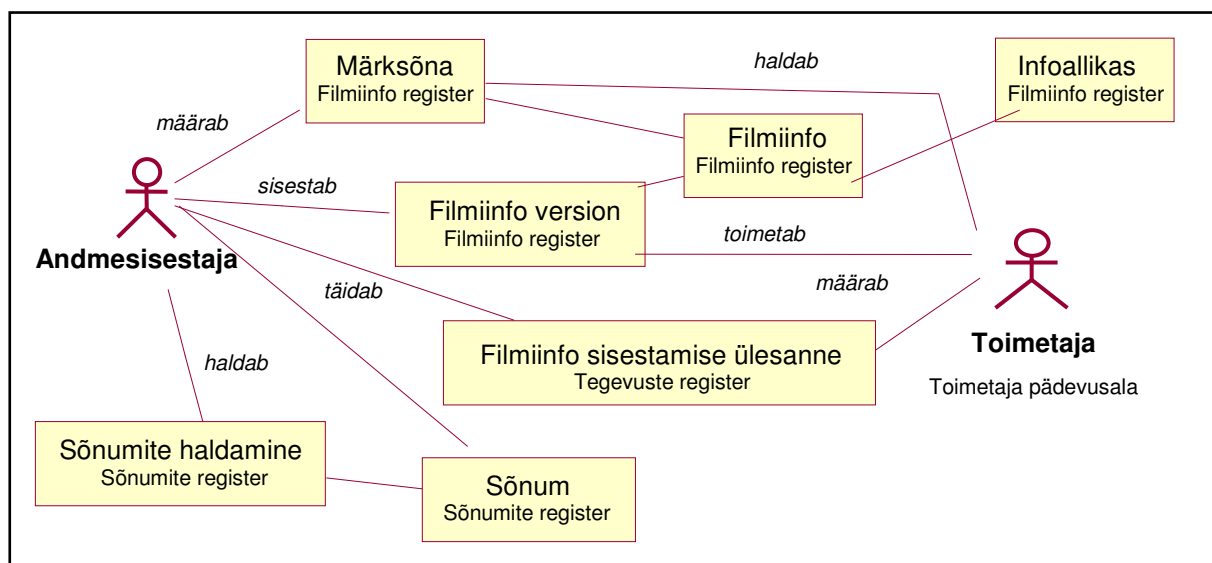 Märksõna
Filmiinfo register
haldab
Infoallikas
Filmiinfo register
määrab
Filmiinfo
Filmiinfo register
sisestab
Filmiinfo version
Filmiinfo register
toimetab
Andmesisestaja
täidab
määrab
Filmiinfo sisestamise ülesanne
Tegevuste register
Toimetaja
Toimetaja pädevusala
haldab
Sõnumite haldamine
Sõnumite register
Sõnum
Sõnumite register